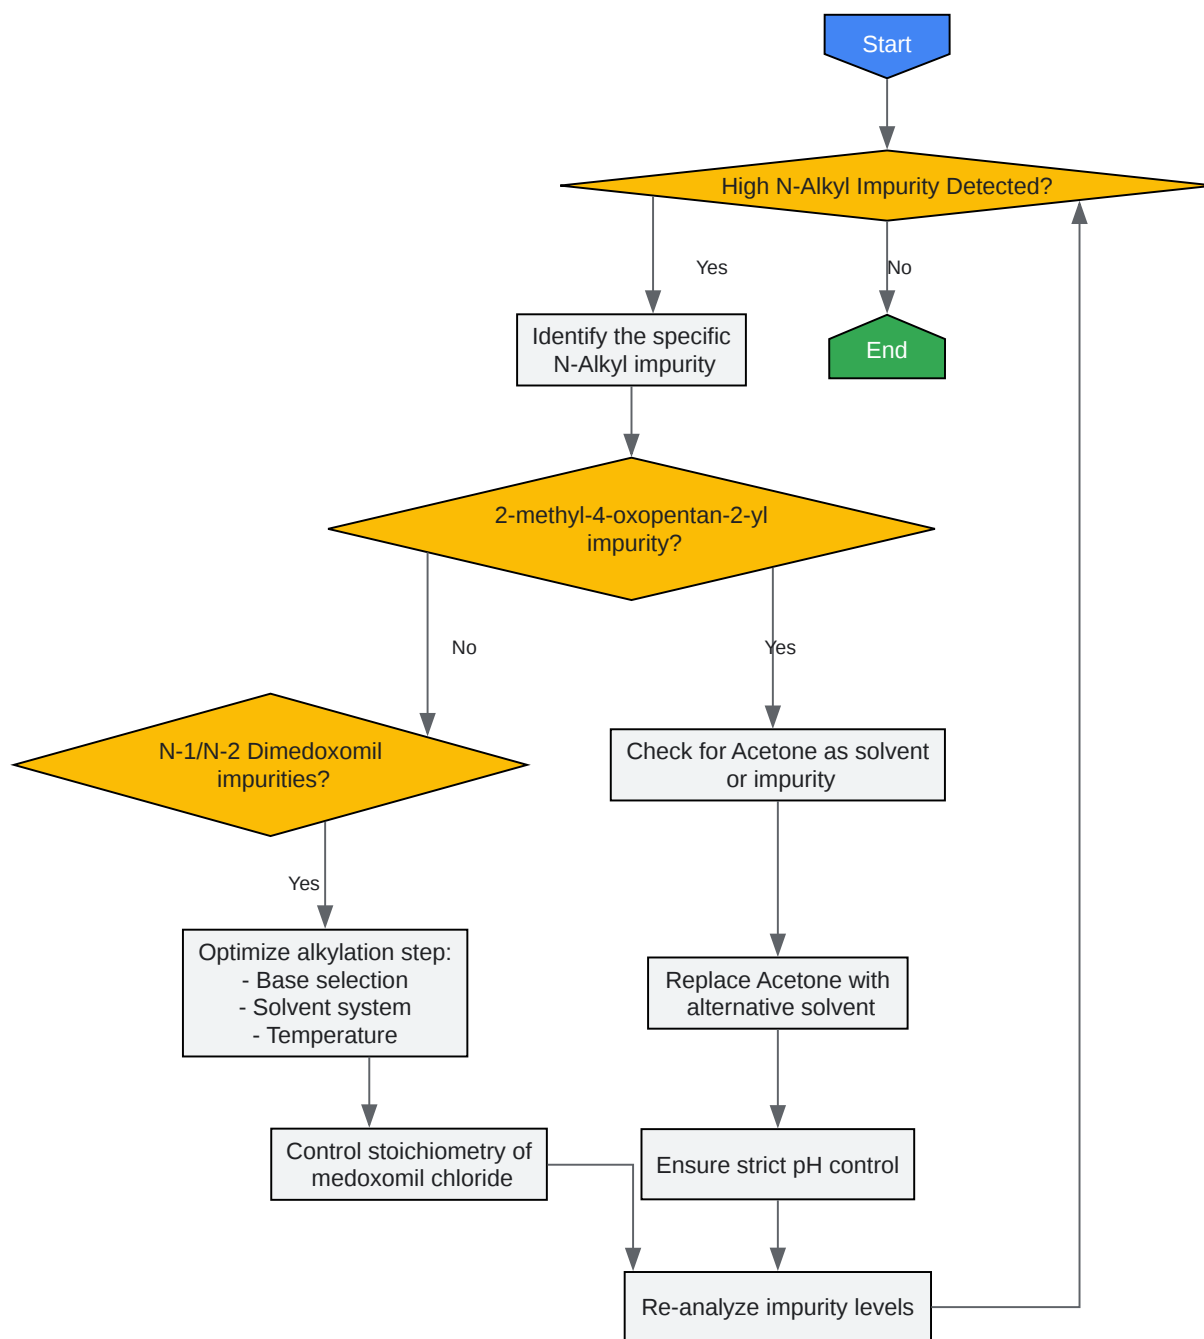 Start
High N-Alkyl Impurity Detected?
Yes
No
Identify the specific
N-Alkyl impurity
End
2-methyl-4-oxopentan-2-yl
impurity?
No
Yes
N-1/N-2 Dimedoxomil
impurities?
Check for Acetone as solvent
or impurity
Yes
Optimize alkylation step:
- Base selection
- Solvent system
- Temperature
Replace Acetone with
alternative solvent
Control stoichiometry of
medoxomil chloride
Ensure strict pH control
Re-analyze impurity levels